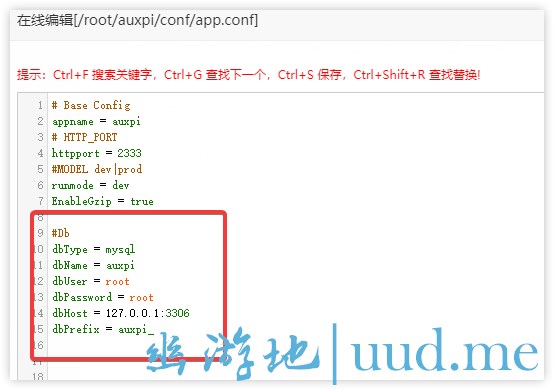 在线编辑[/root/auxpi/conf/app.conf]
提示：Ctrl+F 搜索关键字，Ctrl+G 查找下一个，Ctrl+S 保存，Ctrl+Shift+R 查找替换!
1 # Base Config
2 appname = auxpi
3 # HTTP_PORT
4 httpport = 2333
5 #MODEL dev|prod
6 runmode = dev
7 EnableGzip = true
8
9 #Db
10 dbType = mysql
11 dbName = auxpi
12 dbUser = root
13 dbPassword = root
14 dbHost = 127.0.0.1:3306
15 dbPrefix = auxpi_
16
17
18
幽游地|uud.me